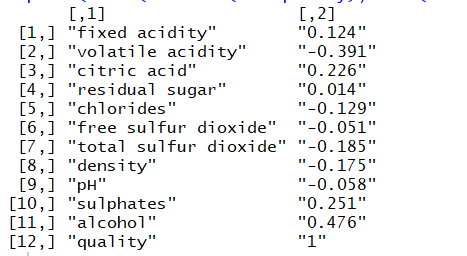 [,1] [,2]
[1,] "fixed acidity" "0.124"
[2,] "volatile acidity" "-0.391"
[3,] "citric acid" "0.226"
[4,] "residual sugar" "0.014"
[5,] "chlorides" "-0.129"
[6,] "free sulfur dioxide" "-0.051"
[7,] "total sulfur dioxide" "-0.185"
[8,] "density" "-0.175"
[9,] "pH" "-0.058"
[10,] "sulphates" "0.251"
[11,] "alcohol" "0.476"
[12,] "quality" "1"